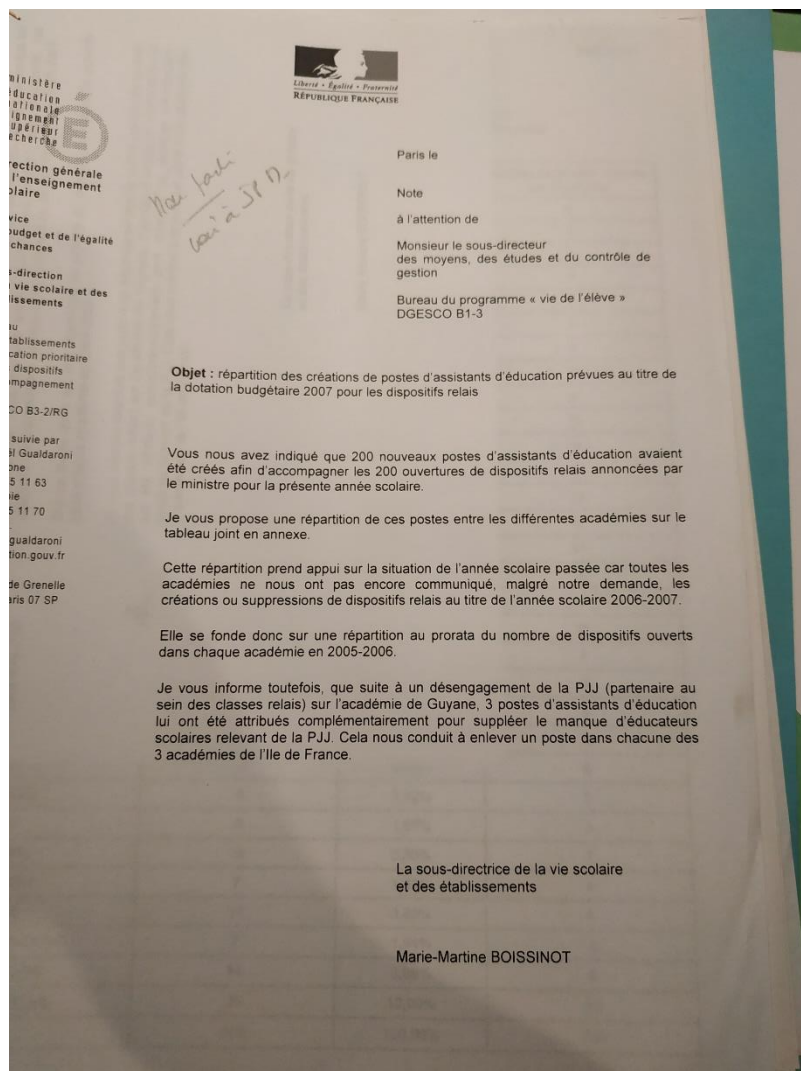 Liberté • Égalité • Fraternité
RÉPUBLIQUE FRANÇAISE
ministère
éducation
nationale
ignement
upérieur
echerche
É
rection générale
l'enseignement
olaire
vice
budget et de l'égalité
chances
s-direction
vie scolaire et des
lissements
au
tablissements
cation prioritaire
dispositifs
ompagnement
CO B3-2/RG
suivie par
el Gualdaroni
one
5 11 63
ie
5 11 70
gualdaroni
tion.gouv.fr
de Grenelle
aris 07 SP
à JPD
Paris le
Note
à l'attention de
Monsieur le sous-directeur
des moyens, des études et du contrôle de
gestion
Bureau du programme « vie de l'élève »
DGESCO B1-3
Objet : répartition des créations de postes d'assistants d'éducation prévues au titre de
la dotation budgétaire 2007 pour les dispositifs relais
Vous nous avez indiqué que 200 nouveaux postes d'assistants d'éducation avaient
été créés afin d'accompagner les 200 ouvertures de dispositifs relais annoncées par
le ministre pour la présente année scolaire.
Je vous propose une répartition de ces postes entre les différentes académies sur le
tableau joint en annexe.
Cette répartition prend appui sur la situation de l'année scolaire passée car toutes les
académies ne nous ont pas encore communiqué, malgré notre demande, les
créations ou suppressions de dispositifs relais au titre de l'année scolaire 2006-2007.
Elle se fonde donc sur une répartition au prorata du nombre de dispositifs ouverts
dans chaque académie en 2005-2006.
Je vous informe toutefois, que suite à un désengagement de la PJJ (partenaire au
sein des classes relais) sur l'académie de Guyane, 3 postes d'assistants d'éducation
lui ont été attribués complémentairement pour suppléer le manque d'éducateurs
scolaires relevant de la PJJ. Cela nous conduit à enlever un poste dans chacune des
3 académies de l'Ile de France.
La sous-directrice de la vie scolaire
et des établissements
Marie-Martine BOISSINOT